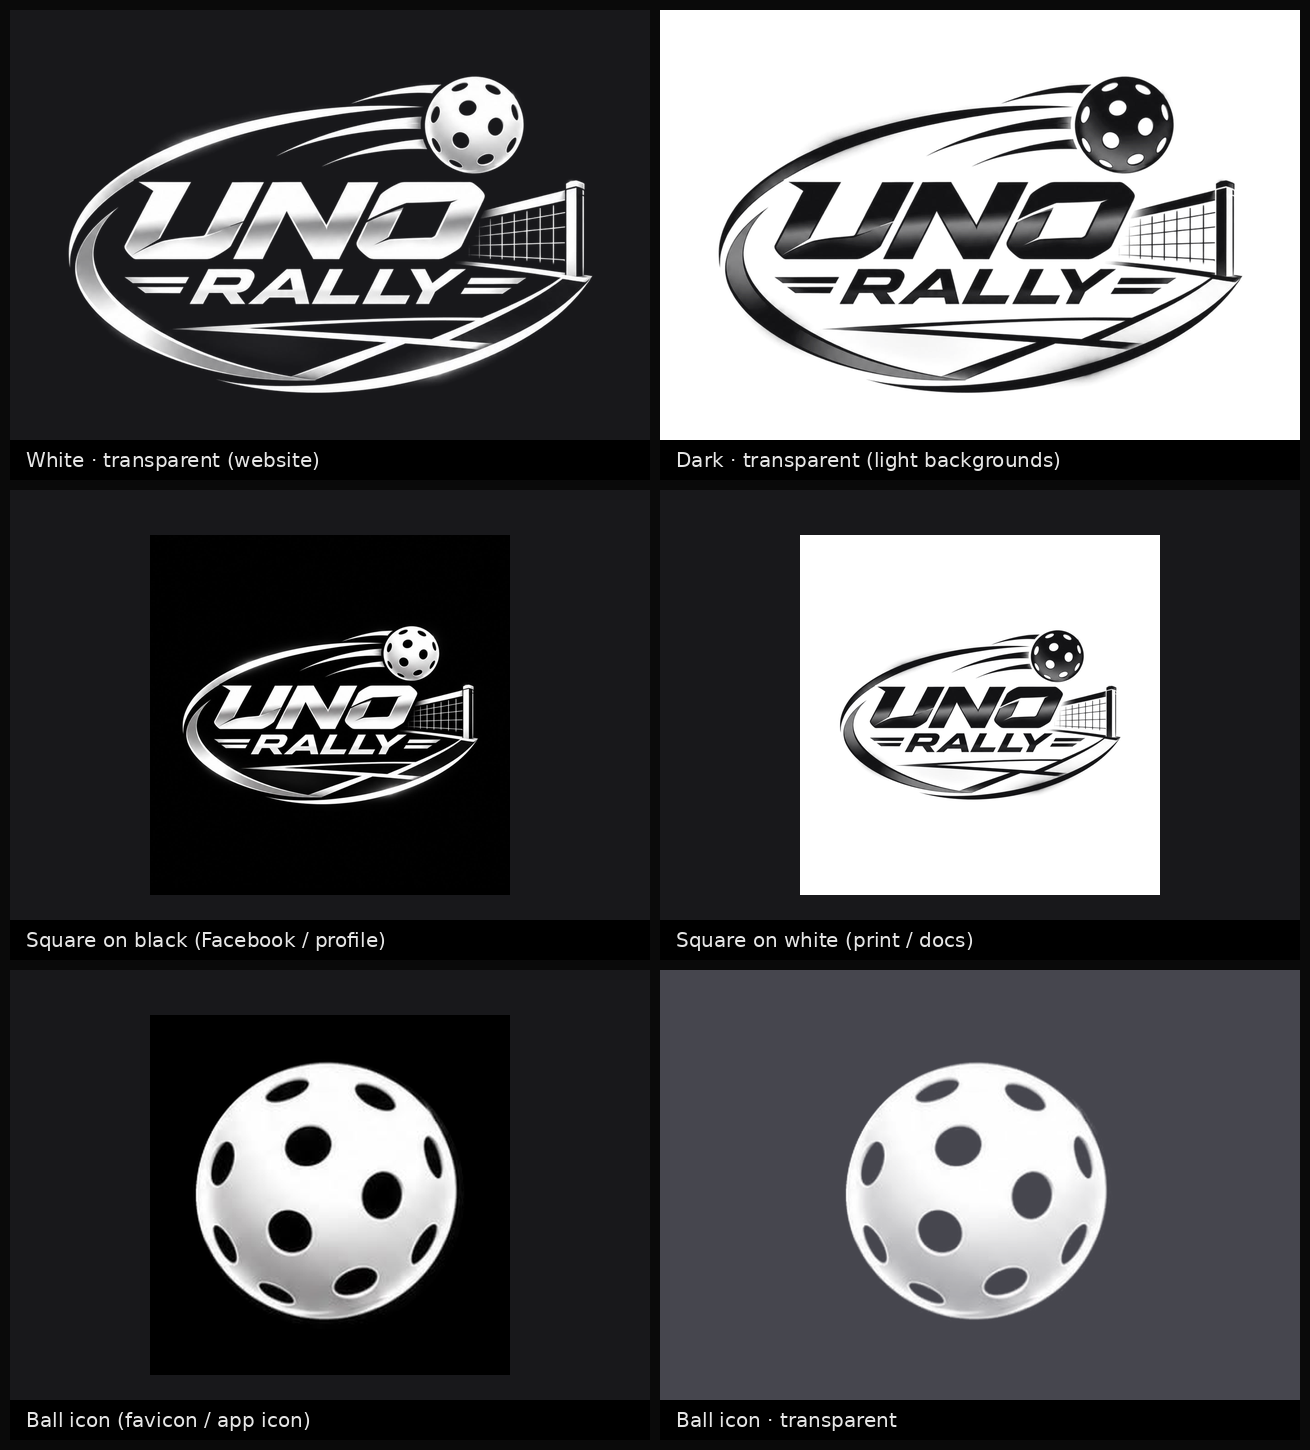 UNO
RALLY
White · transparent (website)
UNO
RALLY
Dark · transparent (light backgrounds)
UNO
RALLY
Square on black (Facebook / profile)
UNO
RALLY
Square on white (print / docs)
Ball icon (favicon / app icon)
Ball icon · transparent